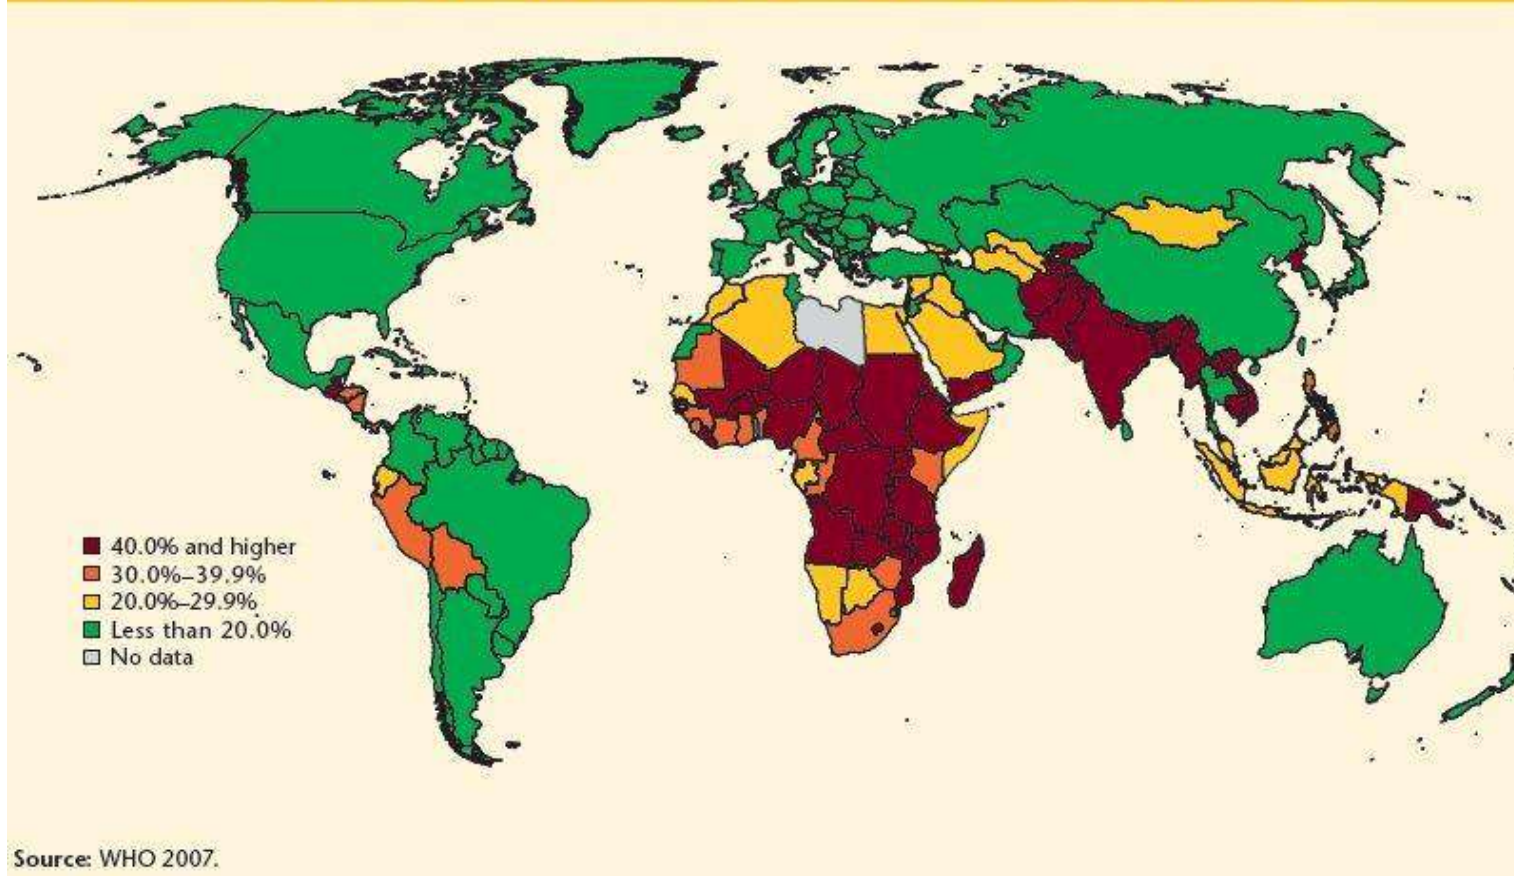 40.0% and higher
30.0%–39.9%
20.0%–29.9%
Less than 20.0%
No data
Source: WHO 2007.